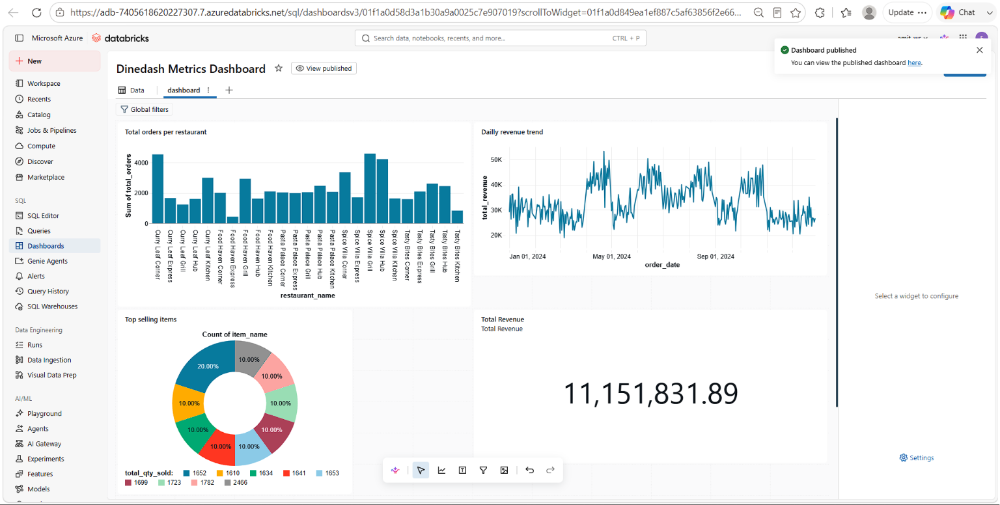 https://adb-7405618620227307.7.azuredatabricks.net/sql/dashboardsv3/01f1a0d58d3a1b30a9a0025c7e907019?scrollToWidget=01f1a0d849ea1ef887c5af63856f2e66...
Update
Chat
Microsoft Azure
databricks
Search data, notebooks, recents, and more...
CTRL + P
Dashboard published
You can view the published dashboard here.
New
Workspace
Recents
Catalog
Jobs & Pipelines
Compute
Discover
Marketplace
SQL
SQL Editor
Queries
Dashboards
Genie Agents
Alerts
Query History
SQL Warehouses
Data Engineering
Runs
Data Ingestion
Visual Data Prep
AI/ML
Playground
Agents
AI Gateway
Experiments
Features
Models
Dinedash Metrics Dashboard
View published
Data
dashboard
Global filters
Total orders per restaurant
Sum of total_orders
4000
2000
0
Curry Leaf Corner
Curry Leaf Express
Curry Leaf Grill
Curry Leaf Hub
Curry Leaf Kitchen
Food Haven Corner
Food Haven Express
Food Haven Grill
Food Haven Hub
Food Haven Kitchen
Pasta Palace Corner
Pasta Palace Express
Pasta Palace Grill
Pasta Palace Hub
Pasta Palace Kitchen
Spice Villa Corner
Spice Villa Express
Spice Villa Grill
Spice Villa Hub
Spice Villa Kitchen
Tasty Bites Corner
Tasty Bites Express
Tasty Bites Grill
Tasty Bites Hub
Tasty Bites Kitchen
restaurant_name
Dailly revenue trend
total_revenue
50K
40K
30K
20K
Jan 01, 2024
May 01, 2024
Sep 01, 2024
order_date
Top selling items
Count of item_name
20.00%
10.00%
10.00%
10.00%
10.00%
10.00%
10.00%
10.00%
10.00%
total_qty_sold:
1652
1610
1634
1641
1653
1699
1723
1782
2466
Total Revenue
Total Revenue
11,151,831.89
Select a widget to configure
Settings